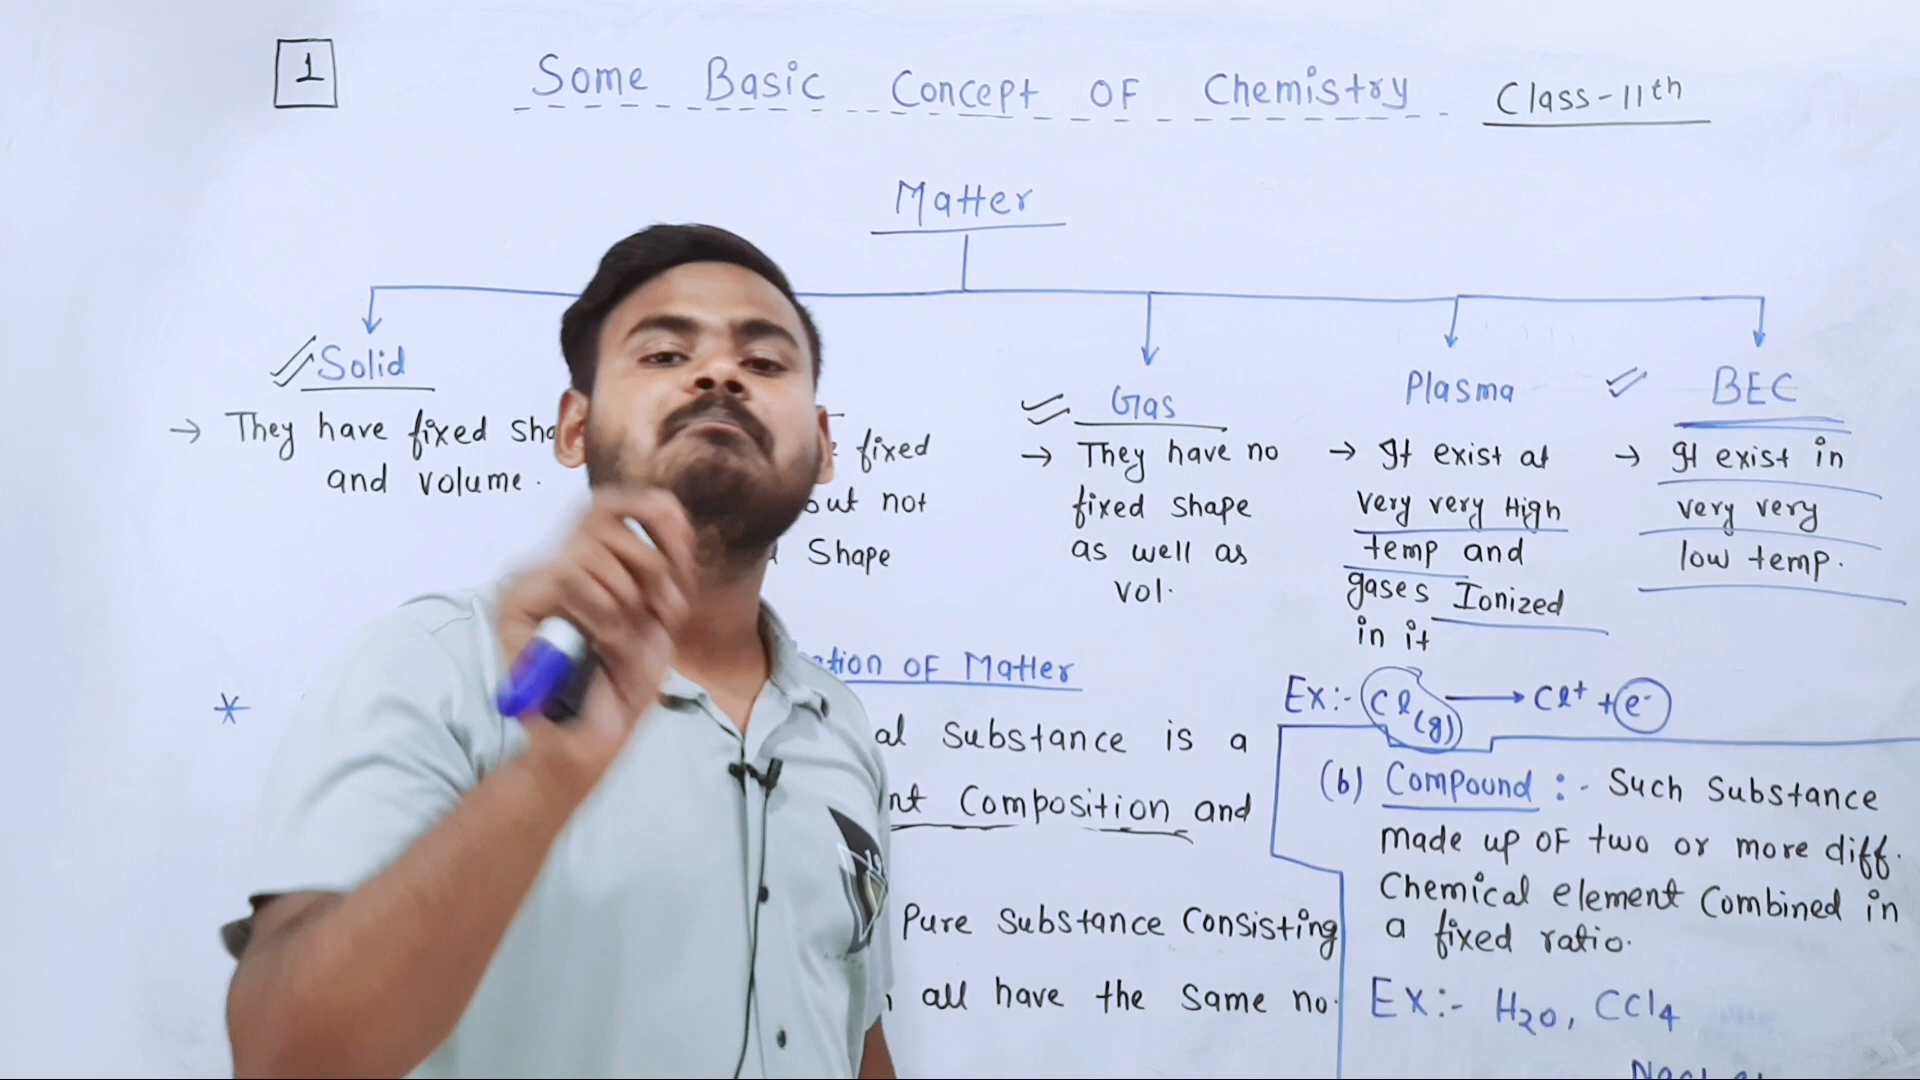 1
Some Basic Concept OF Chemistry Class-11th
Matter
Solid
→ They have fixed
and volume.
fixed
but not
Shape
Gas
→ They have no
fixed shape
as well as
vol.
Plasma
→ It exist at
very very High
temp and
gases Ionized
in it
Ex:- Cl(g) → Cl+ + e-
BEC
→ It exist in
very very
low temp.
* OF Matter
substance is a
Composition and
Pure substance Consisting
all have the same no.
(b) Compound :- Such Substance
made up OF two or more diff.
Chemical element Combined in
a fixed ratio.
Ex:- H2O, CCl4